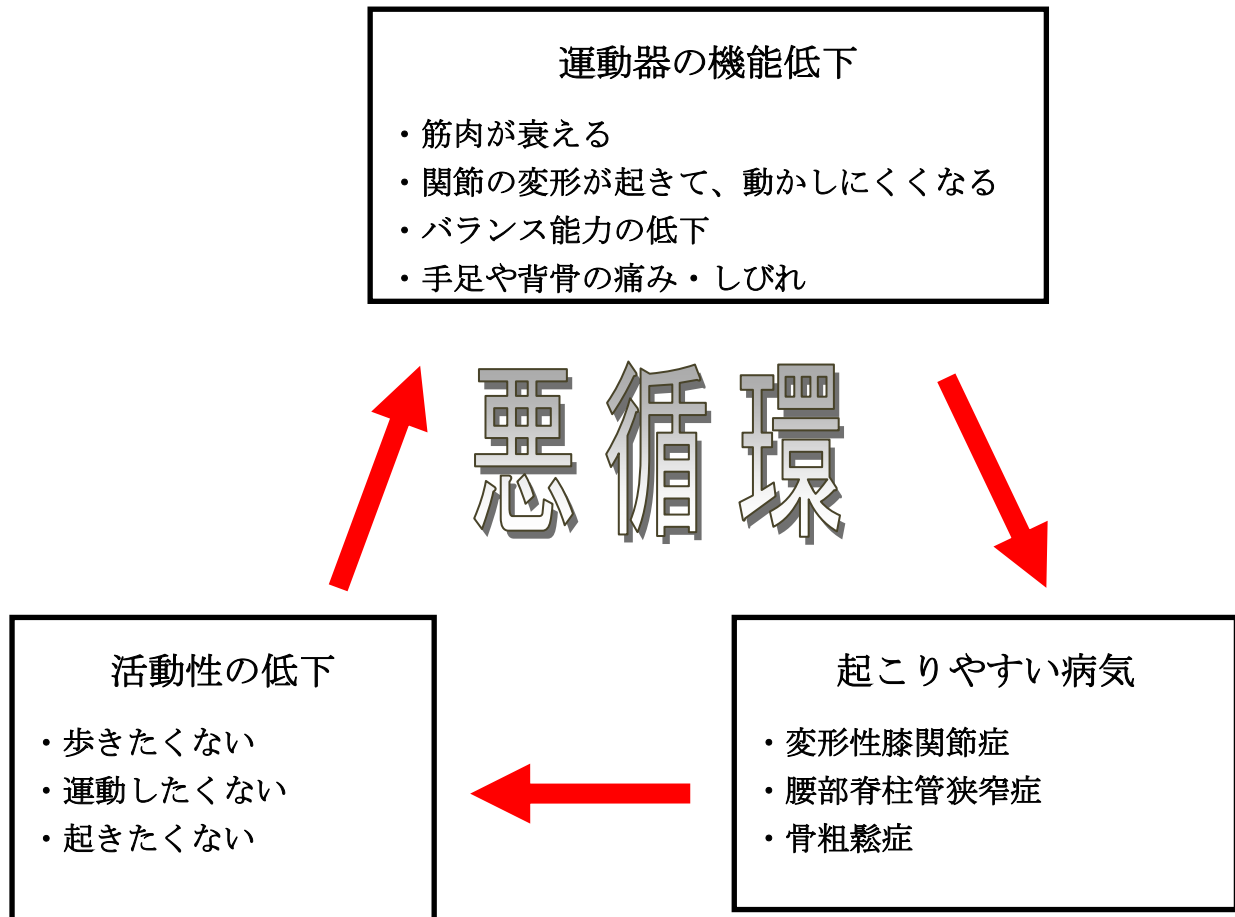 運動器の機能低下
・筋肉が衰える
・関節の変形が起きて、動かしにくくなる
・バランス能力の低下
・手足や背骨の痛み・しびれ
悪循環
活動性の低下
・歩きたくない
・運動したくない
・起きたくない
起こりやすい病気
・変形性膝関節症
・腰部脊柱管狭窄症
・骨粗鬆症